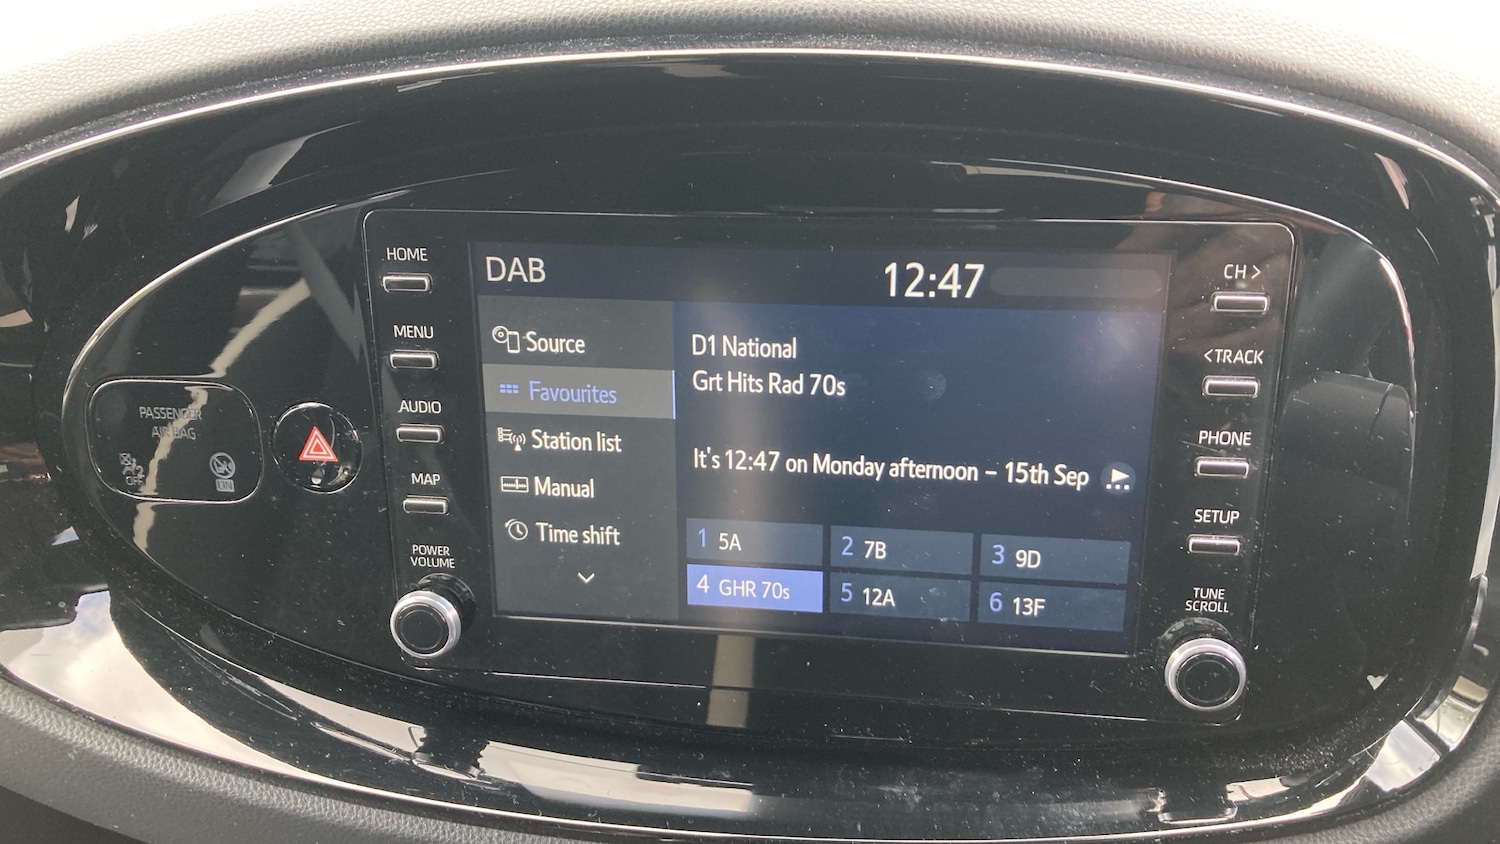 HOME
MENU
AUDIO
MAP
POWER
VOLUME
PASSENGER
AIRBAG
OFF
ON
DAB
12:47
Source
Favourites
Station list
Manual
Time shift
D1 National
Grt Hits Rad 70s
It's 12:47 on Monday afternoon – 15th Sep
1 5A
2 7B
3 9D
4 GHR 70s
5 12A
6 13F
CH >
< TRACK
PHONE
SETUP
TUNE
SCROLL